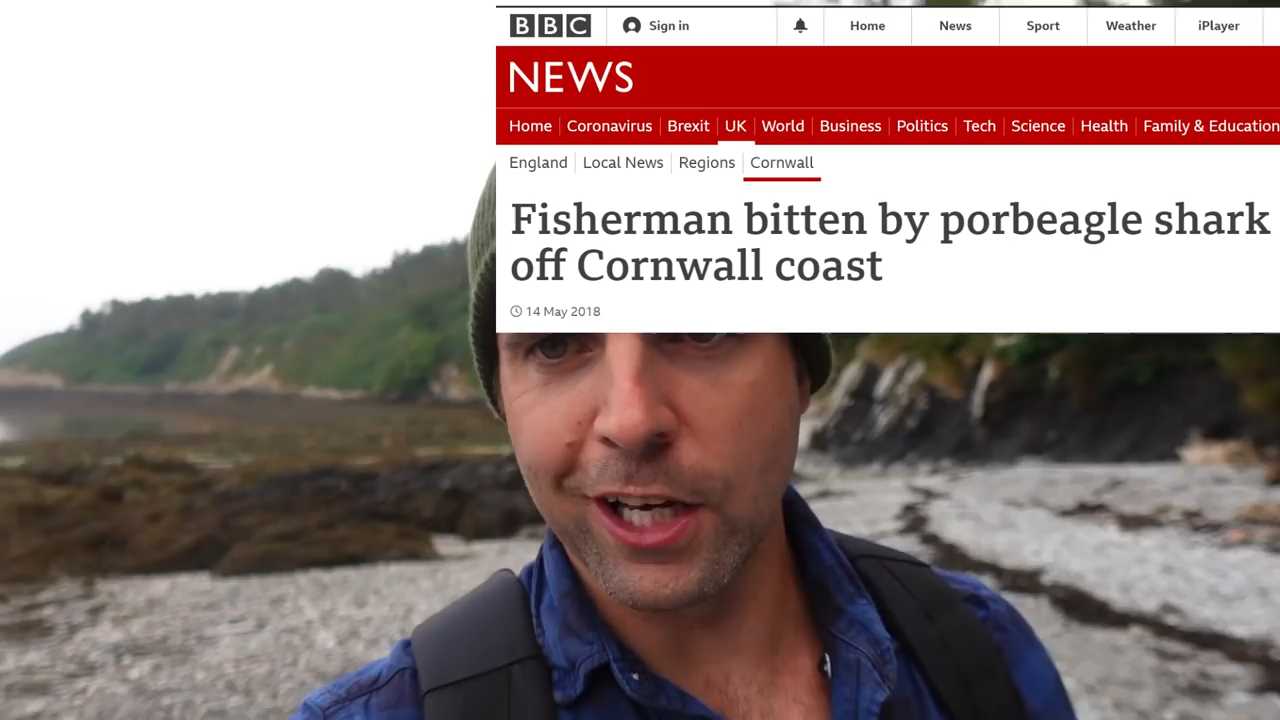 BBC Sign in Home News Sport Weather iPlayer
NEWS
Home Coronavirus Brexit UK World Business Politics Tech Science Health Family & Education
England Local News Regions Cornwall
Fisherman bitten by porbeagle shark
off Cornwall coast
14 May 2018